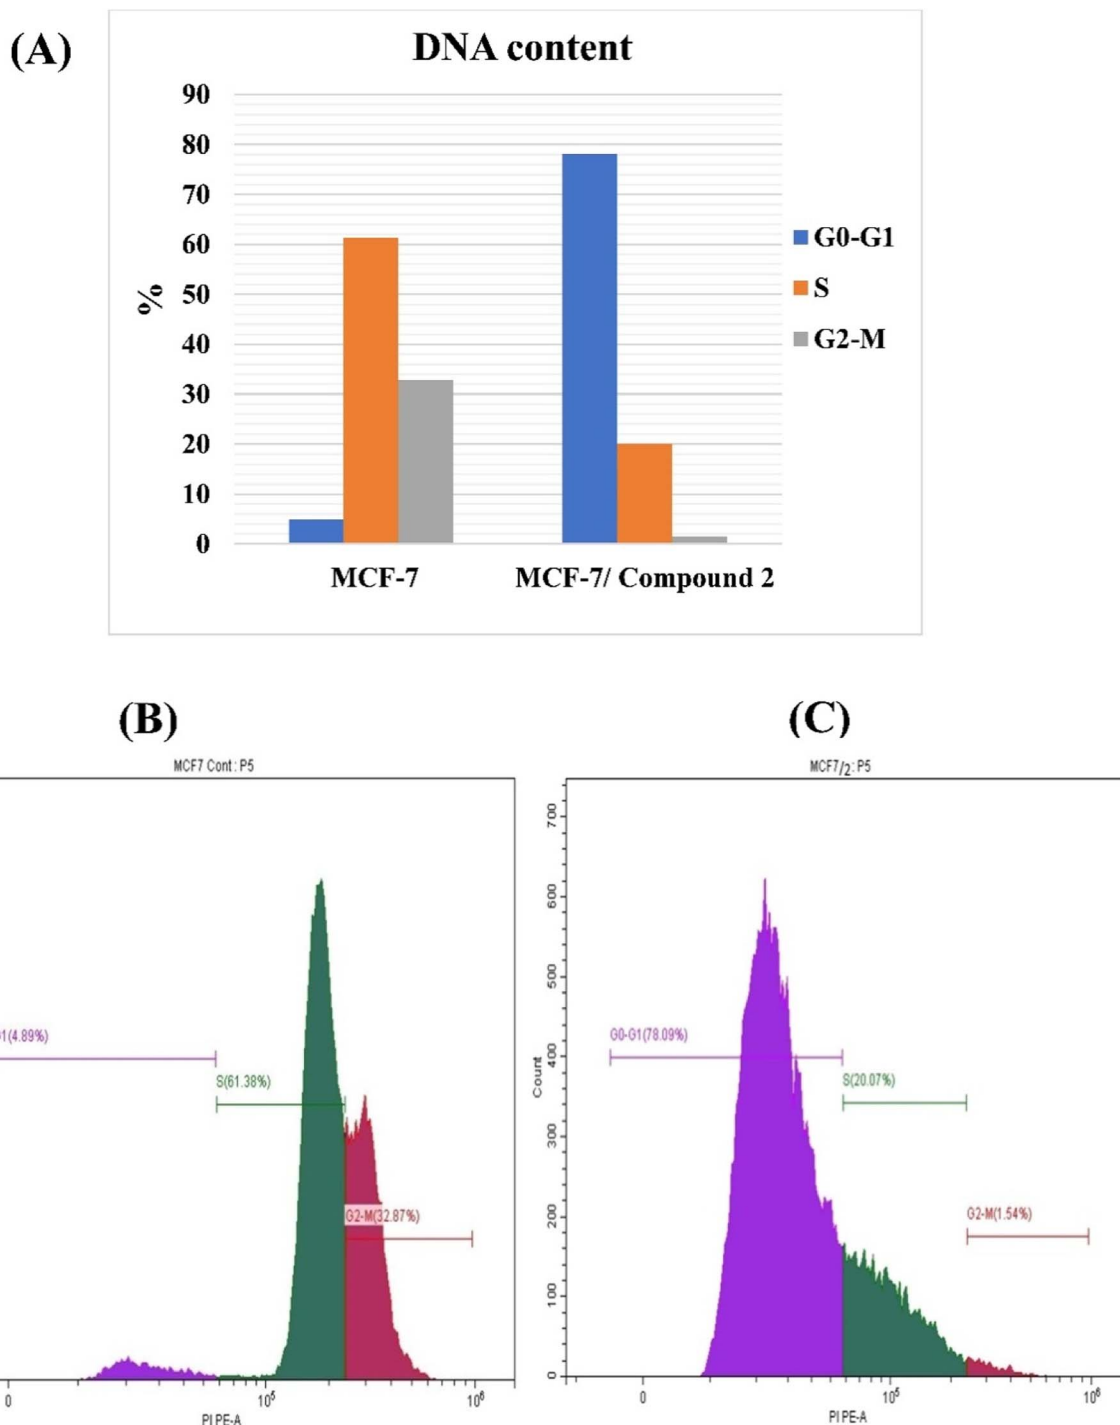 (A)
DNA content
90
80
70
60
50
40
30
20
10
0
%
G0-G1
S
G2-M
MCF-7
MCF-7/ Compound 2
(B)
MCF7 Cont : P5
1(4.89%)
S(61.38%)
G2-M(32.87%)
0
10⁵
10⁶
PI PE-A
(C)
MCF7/2: P5
700
600
500
400
300
200
100
0
Count
G0-G1(78.09%)
S(20.07%)
G2-M(1.54%)
0
10⁵
10⁶
PI PE-A